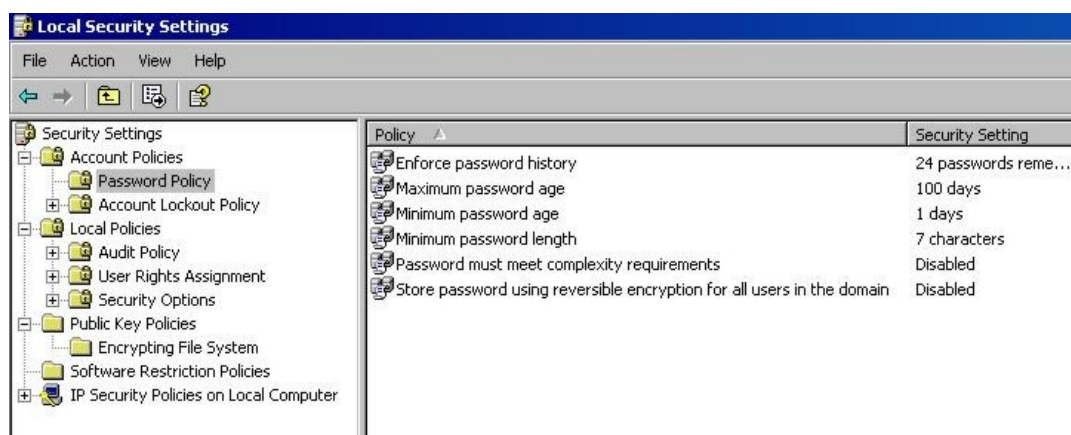 Local Security Settings
File Action View Help
Security Settings
Account Policies
Password Policy
Account Lockout Policy
Local Policies
Audit Policy
User Rights Assignment
Security Options
Public Key Policies
Encrypting File System
Software Restriction Policies
IP Security Policies on Local Computer
Policy Security Setting
Enforce password history 24 passwords reme...
Maximum password age 100 days
Minimum password age 1 days
Minimum password length 7 characters
Password must meet complexity requirements Disabled
Store password using reversible encryption for all users in the domain Disabled